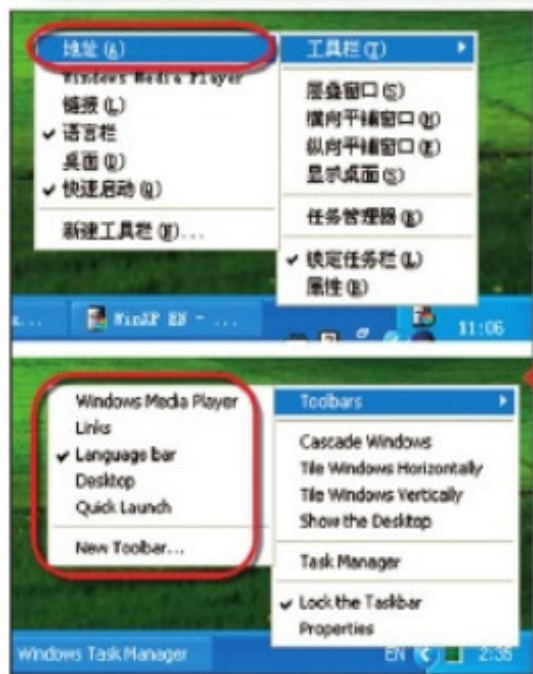 地址(A)
Windows Media Player
链接(L)
语言栏
桌面(D)
快速启动(Q)
新建工具栏(N)...
工具栏(T)
层叠窗口(S)
横向平铺窗口(H)
纵向平铺窗口(E)
显示桌面(S)
任务管理器(K)
锁定任务栏(L)
属性(R)
WinXP EN - ...
11:06
Windows Media Player
Links
Language bar
Desktop
Quick Launch
New Toolbar...
Toolbars
Cascade Windows
Tile Windows Horizontally
Tile Windows Vertically
Show the Desktop
Task Manager
Lock the Taskbar
Properties
Windows Task Manager
EN
2:35